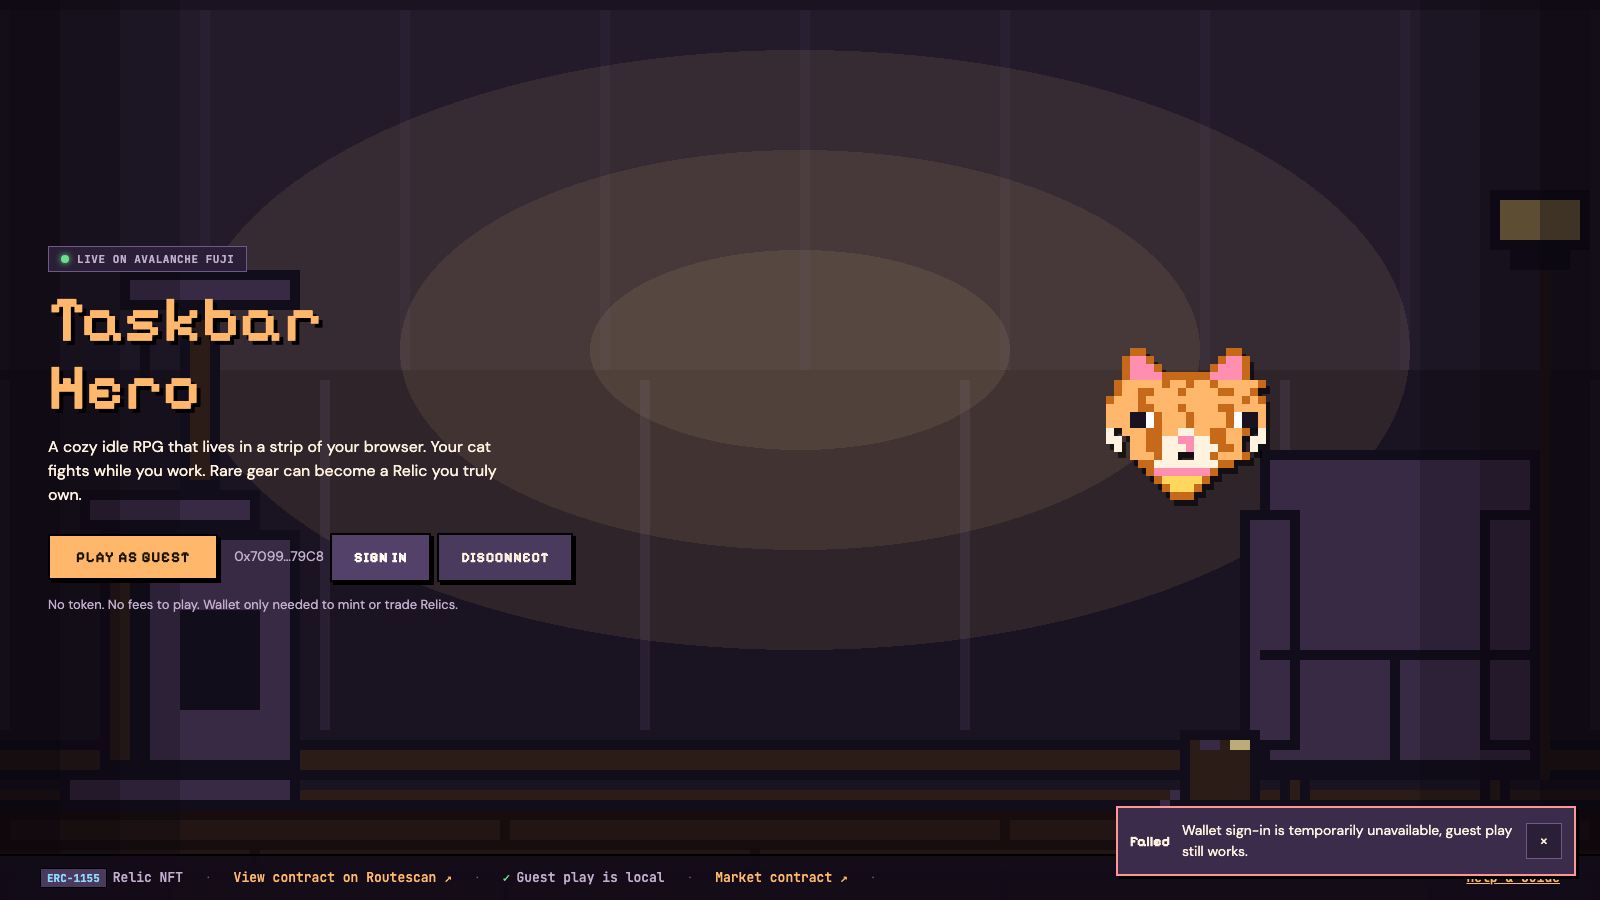 LIVE ON AVALANCHE FUJI
Taskbar
Hero
A cozy idle RPG that lives in a strip of your browser. Your cat
fights while you work. Rare gear can become a Relic you truly
own.
PLAY AS GUEST
0x7099…79C8
SIGN IN
DISCONNECT
No token. No fees to play. Wallet only needed to mint or trade Relics.
Failed
Wallet sign-in is temporarily unavailable, guest play
still works.
×
ERC-1155 Relic NFT · View contract on Routescan ↗ · ✓ Guest play is local · Market contract ↗ ·
Help & Guide